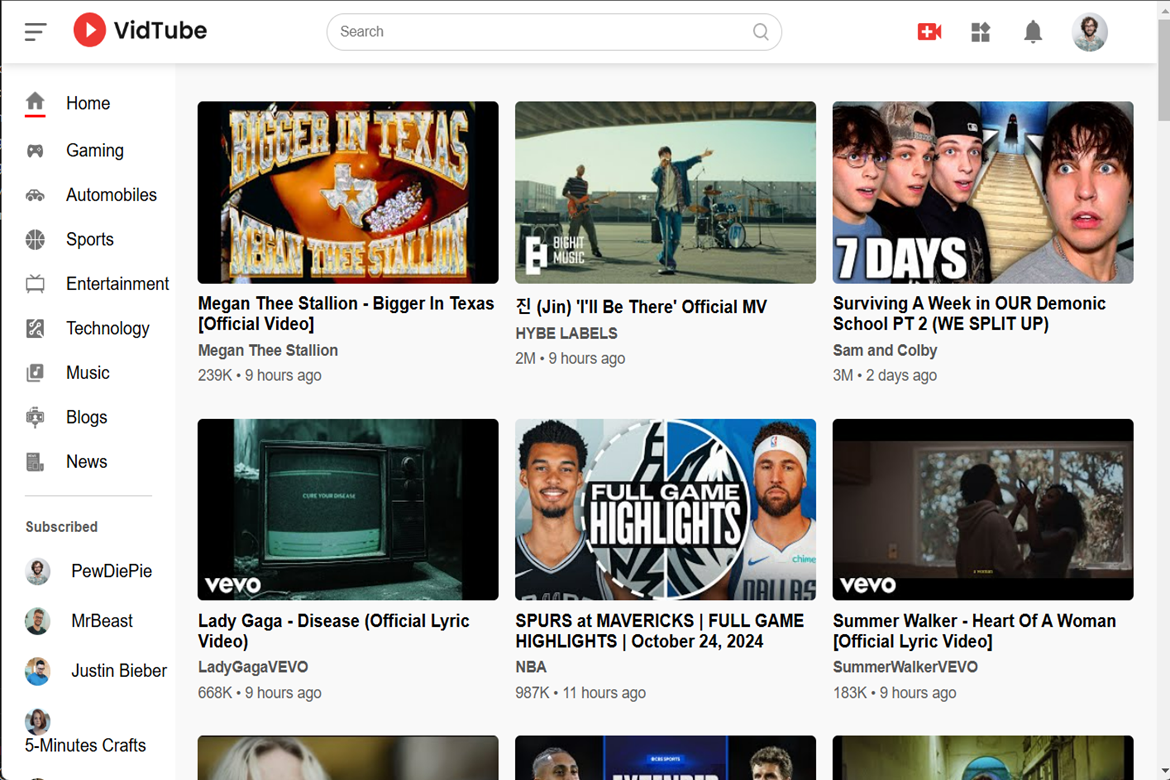 VidTube
Search
Home
Gaming
Automobiles
Sports
Entertainment
Technology
Music
Blogs
News
Subscribed
PewDiePie
MrBeast
Justin Bieber
5-Minutes Crafts
BIGGER IN TEXAS
MEGAN THEE STALLION
Megan Thee Stallion - Bigger In Texas
[Official Video]
Megan Thee Stallion
239K • 9 hours ago
BIGHIT
MUSIC
진 (Jin) 'I'll Be There' Official MV
HYBE LABELS
2M • 9 hours ago
7 DAYS
Surviving A Week in OUR Demonic
School PT 2 (WE SPLIT UP)
Sam and Colby
3M • 2 days ago
CURE YOUR DISEASE
vevo
Lady Gaga - Disease (Official Lyric
Video)
LadyGagaVEVO
668K • 9 hours ago
FULL GAME
HIGHLIGHTS
chime
DALLAS
SPURS at MAVERICKS | FULL GAME
HIGHLIGHTS | October 24, 2024
NBA
987K • 11 hours ago
a woman
vevo
Summer Walker - Heart Of A Woman
[Official Lyric Video]
SummerWalkerVEVO
183K • 9 hours ago
CBS SPORTS
EXTENDED